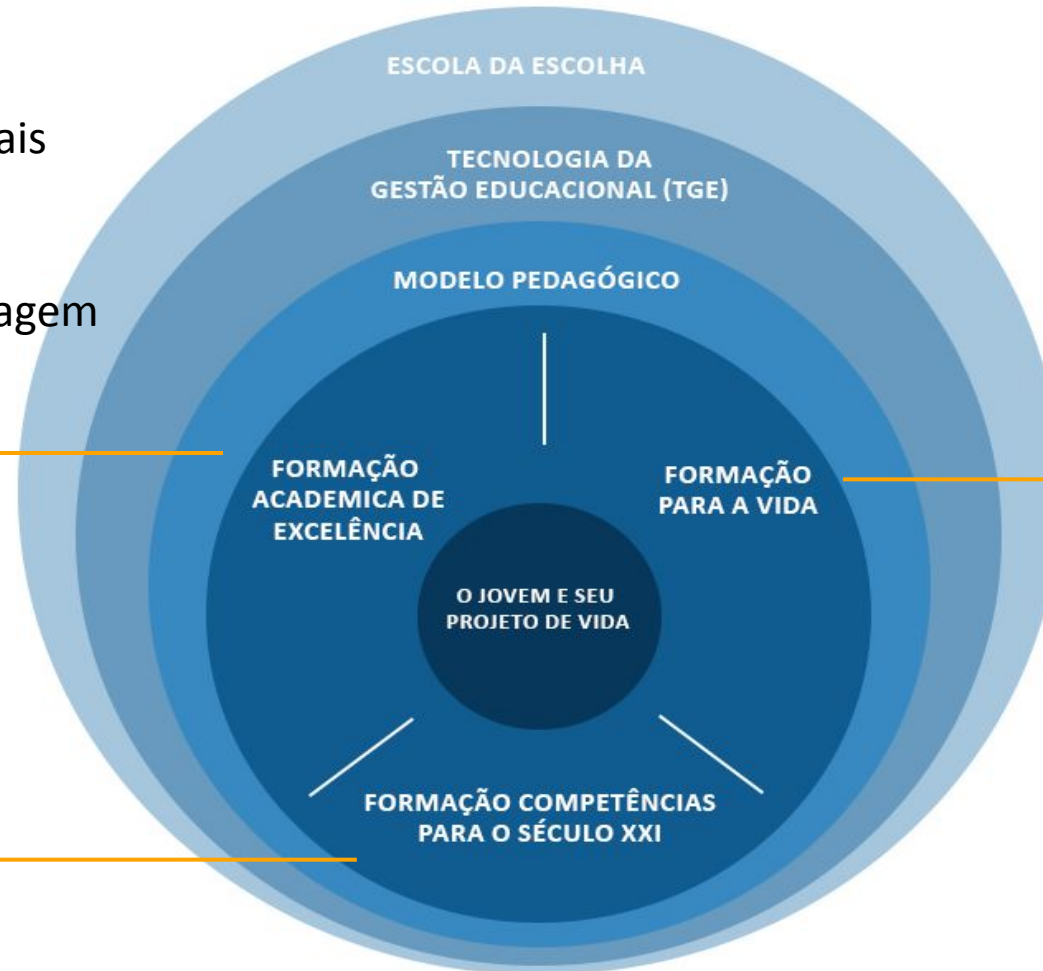 ESCOLA DA ESCOLHA
ais
TECNOLOGIA DA
GESTÃO EDUCACIONAL (TGE)
MODELO PEDAGÓGICO
agem
FORMAÇÃO
ACADEMICA DE
EXCELÊNCIA
FORMAÇÃO
PARA A VIDA
O JOVEM E SEU
PROJETO DE VIDA
FORMAÇÃO COMPETÊNCIAS
PARA O SÉCULO XXI